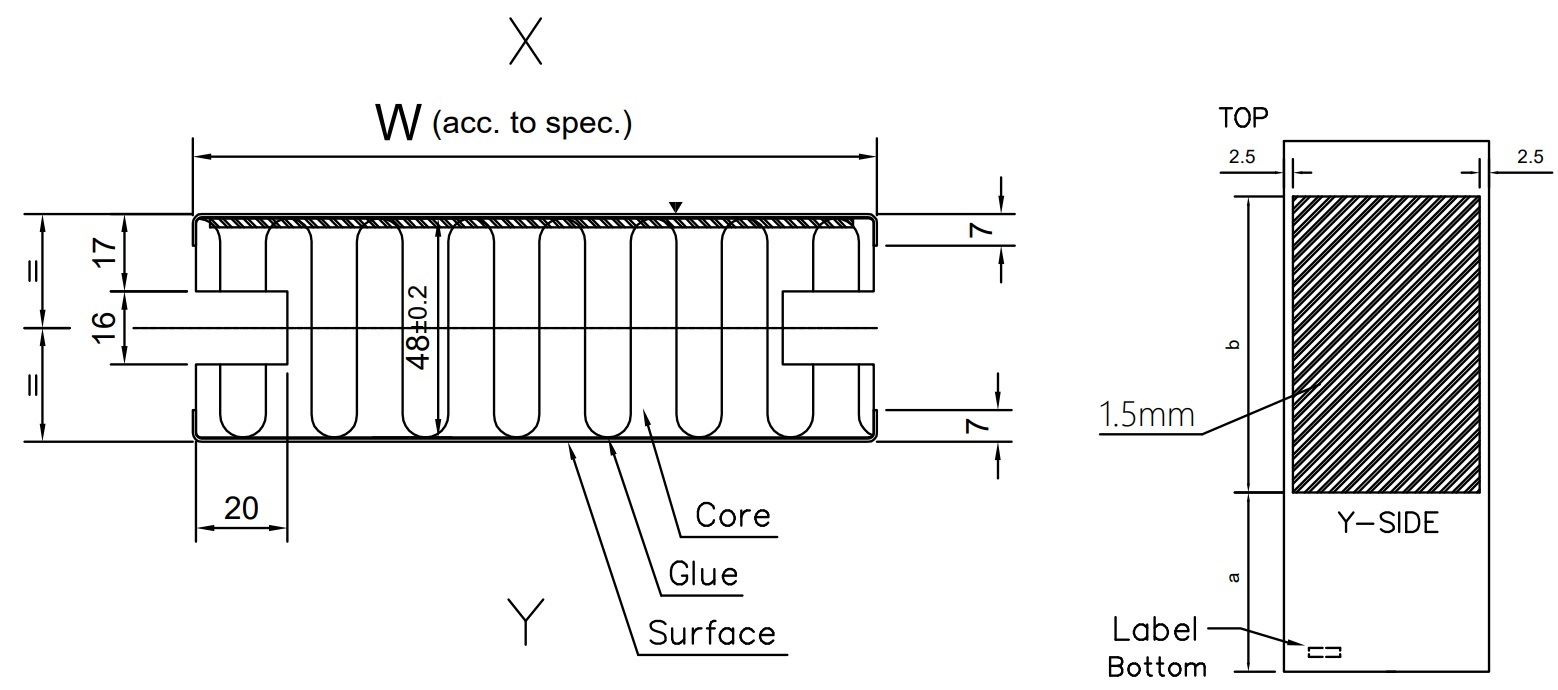 X
W (acc. to spec.)
=
17
16
=
48±0.2
7
7
20
Core
Glue
Surface
Y
TOP
2.5
2.5
b
1.5mm
Y-SIDE
a
Label
Bottom